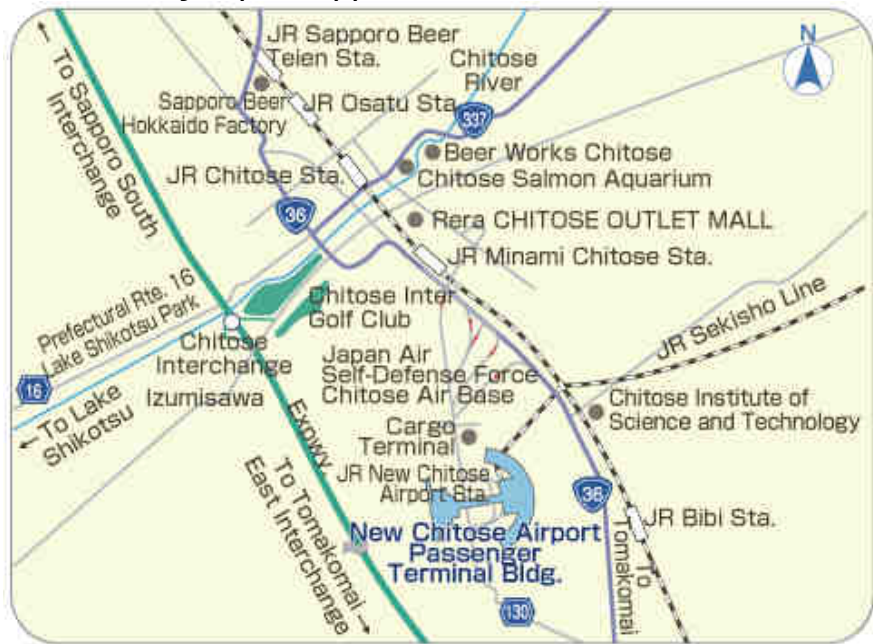 JR Sapporo Beer
Teien Sta.
Chitose
River
N
To Sapporo South
Interchange
Sapporo Beer
Hokkaido Factory
JR Osatu Sta.
337
Beer Works Chitose
JR Chitose Sta.
Chitose Salmon Aquarium
36
Rera CHITOSE OUTLET MALL
JR Minami Chitose Sta.
Prefectural Rte. 16
Lake Shikotsu Park
Chitose Inter
Golf Club
Chitose
Interchange
JR Sekisho Line
Japan Air
Self-Defense Force
Chitose Air Base
16
Izumisawa
To Lake
Shikotsu
Expwy.
Chitose Institute of
Science and Technology
Cargo
Terminal
To Tomakomai
East Interchange
JR New Chitose
Airport Sta.
36
JR Bibi Sta.
New Chitose Airport
Passenger
Terminal Bldg.
To
Tomakomai
130